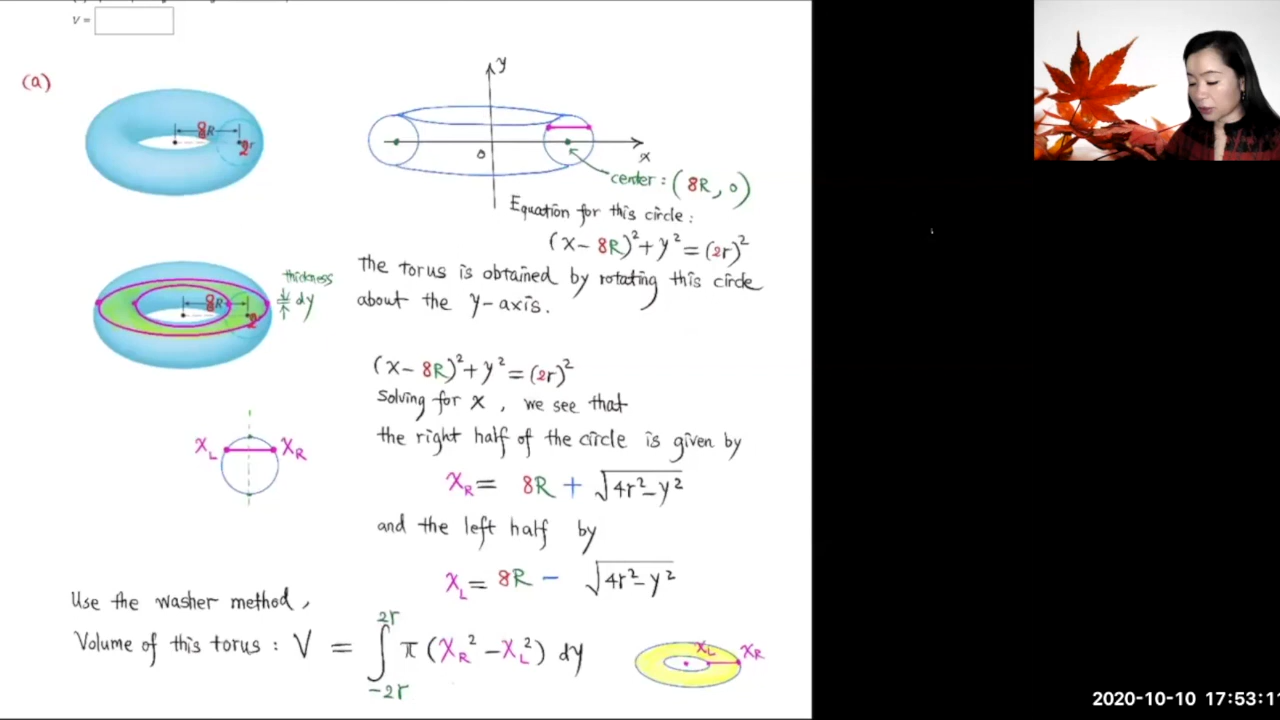 V =
(a)
8R
2r
y
x
0
center : (8R, 0)
Equation for this circle :
(x - 8R)² + y² = (2r)²
The torus is obtained by rotating this circle
about the y-axis.
thickness
dy
8R
2
(x - 8R)² + y² = (2r)²
Solving for x, we see that
the right half of the circle is given by
x_L x_R
x_R = 8R + √(4r² - y²)
and the left half by
x_L = 8R - √(4r² - y²)
Use the washer method,
Volume of this torus : V = ∫_{-2r}^{2r} π (x_R² - x_L²) dy
x_L x_R
2020-10-10 17:53:11